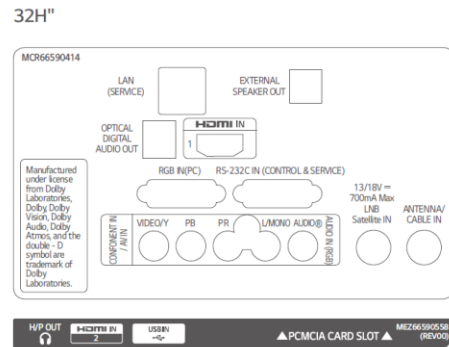 32H"
MCR66590414
LAN
(SERVICE)
EXTERNAL
SPEAKER OUT
OPTICAL
DIGITAL
AUDIO OUT
HDMI IN
1
RGB IN(PC)
RS-232C IN (CONTROL & SERVICE)
Manufactured
under license
from Dolby
Laboratories,
Dolby, Dolby
Vision, Dolby
Audio, Dolby
Atmos, and the
double - D
symbol are
trademark of
Dolby
Laboratories.
13/18V ⎓
700mA Max
LNB
Satellite IN
ANTENNA/
CABLE IN
COMPONENT IN
/ AV IN
VIDEO/Y
PB
PR
L/MONO AUDIO®
AUDIO IN (RGB)
H/P OUT
HDMI IN
2
USB IN
▲PCMCIA CARD SLOT ▲
MEZ66590558
(REV00)